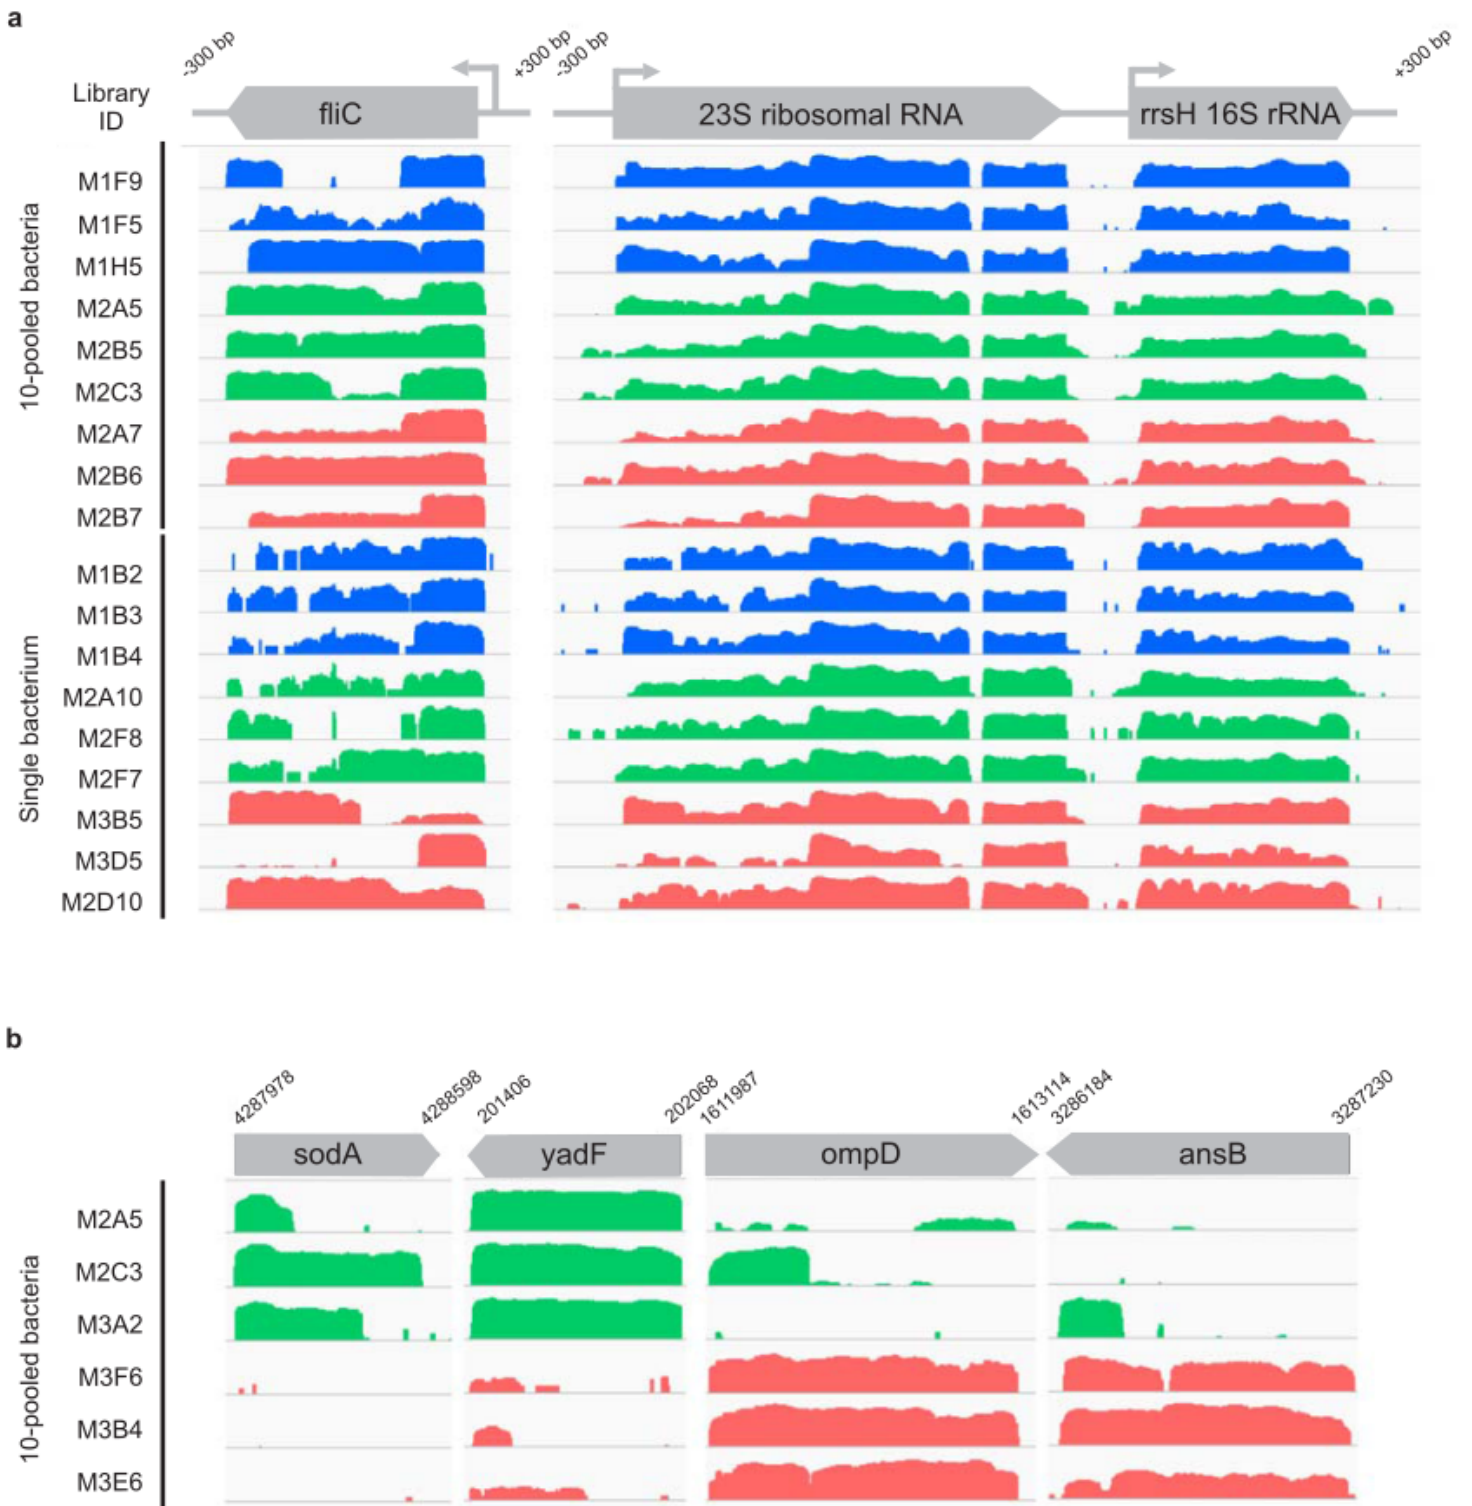 a
-300 bp
+300 bp
-300 bp
+300 bp
Library
ID
fliC
23S ribosomal RNA
rrsH 16S rRNA
10-pooled bacteria
M1F9
M1F5
M1H5
M2A5
M2B5
M2C3
M2A7
M2B6
M2B7
Single bacterium
M1B2
M1B3
M1B4
M2A10
M2F8
M2F7
M3B5
M3D5
M2D10
b
4287978
4288598
201406
202068
1611987
1613114
3286184
3287230
sodA
yadF
ompD
ansB
10-pooled bacteria
M2A5
M2C3
M3A2
M3F6
M3B4
M3E6